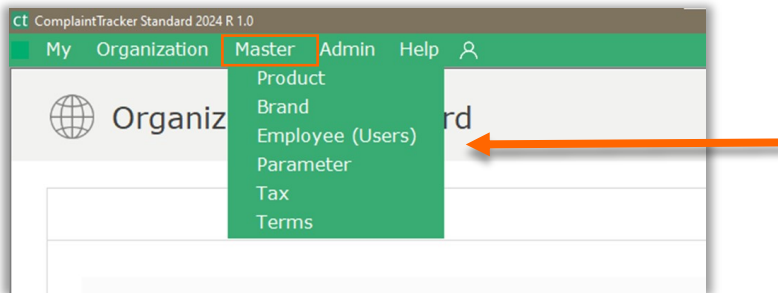 ct ComplaintTracker Standard 2024 R 1.0
My Organization Master Admin Help
Product
Organiz rd
Brand
Employee (Users)
Parameter
Tax
Terms